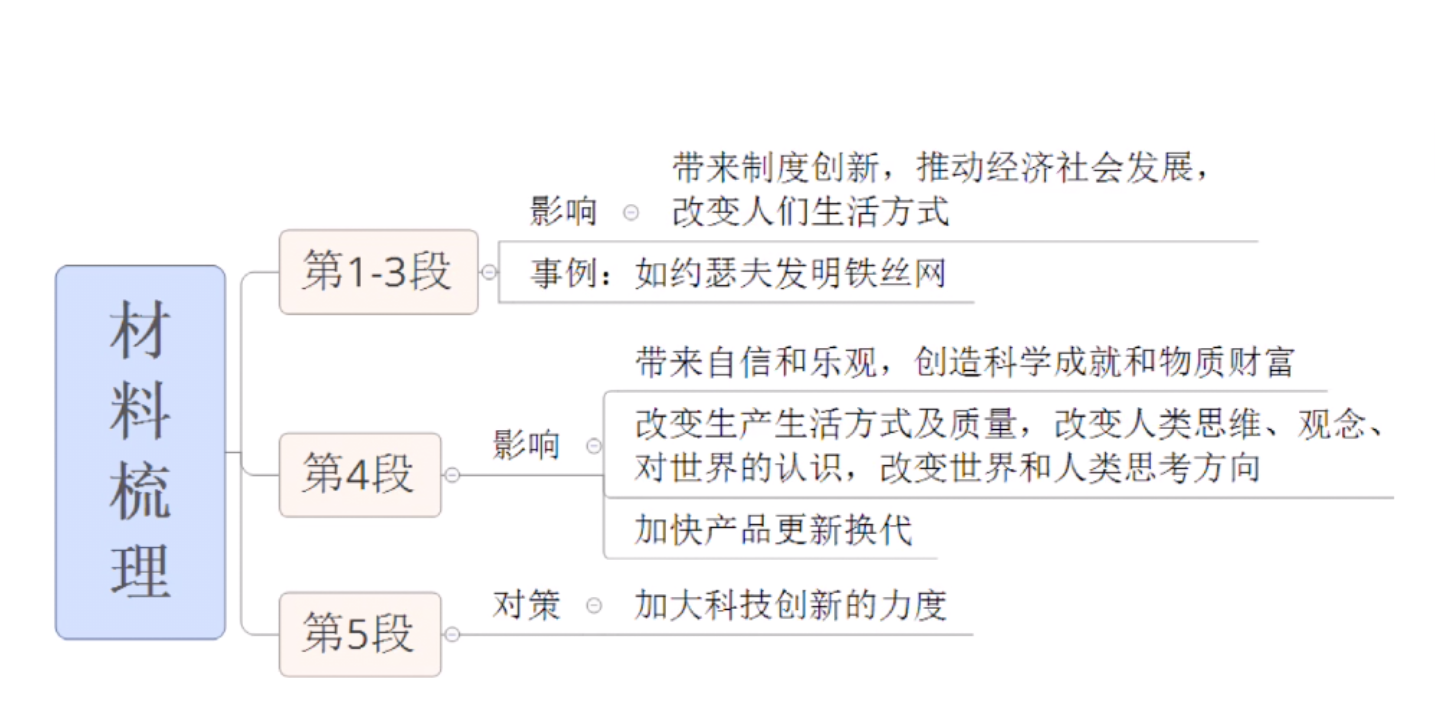 材料梳理
第1-3段
影响
带来制度创新，推动经济社会发展，
改变人们生活方式
事例：如约瑟夫发明铁丝网
第4段
影响
带来自信和乐观，创造科学成就和物质财富
改变生产生活方式及质量，改变人类思维、观念、
对世界的认识，改变世界和人类思考方向
加快产品更新换代
第5段
对策
加大科技创新的力度